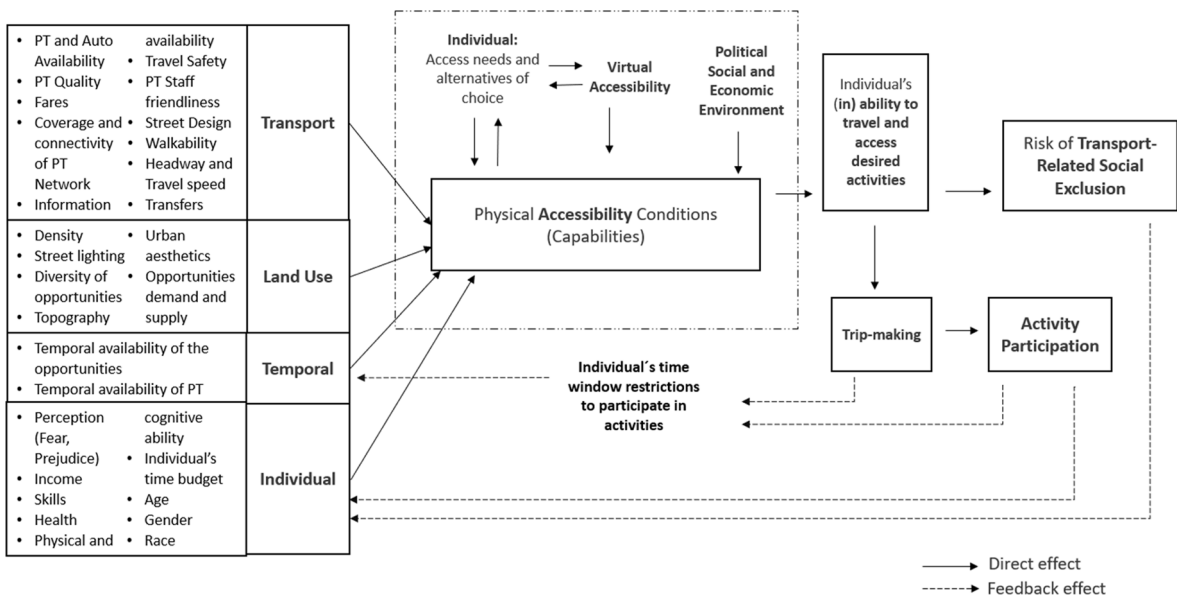 • PT and Auto
Availability
• PT Quality
• Fares
• Coverage and
connectivity
of PT
Network
• Information
availability
• Travel Safety
• PT Staff
friendliness
• Street Design
• Walkability
• Headway and
Travel speed
• Transfers
Transport
• Density
• Street lighting
• Diversity of
opportunities
• Topography
• Urban
aesthetics
• Opportunities
demand and
supply
Land Use
• Temporal availability of the
opportunities
• Temporal availability of PT
Temporal
• Perception
(Fear,
Prejudice)
• Income
• Skills
• Health
• Physical and
cognitive
ability
• Individual's
time budget
• Age
• Gender
• Race
Individual
Individual:
Access needs and
alternatives of
choice
Virtual
Accessibility
Political
Social and
Economic
Environment
Physical Accessibility Conditions
(Capabilities)
Individual's
(in) ability to
travel and
access
desired
activities
Risk of Transport-
Related Social
Exclusion
Trip-making
Activity
Participation
Individual´s time
window restrictions
to participate in
activities
Direct effect
Feedback effect